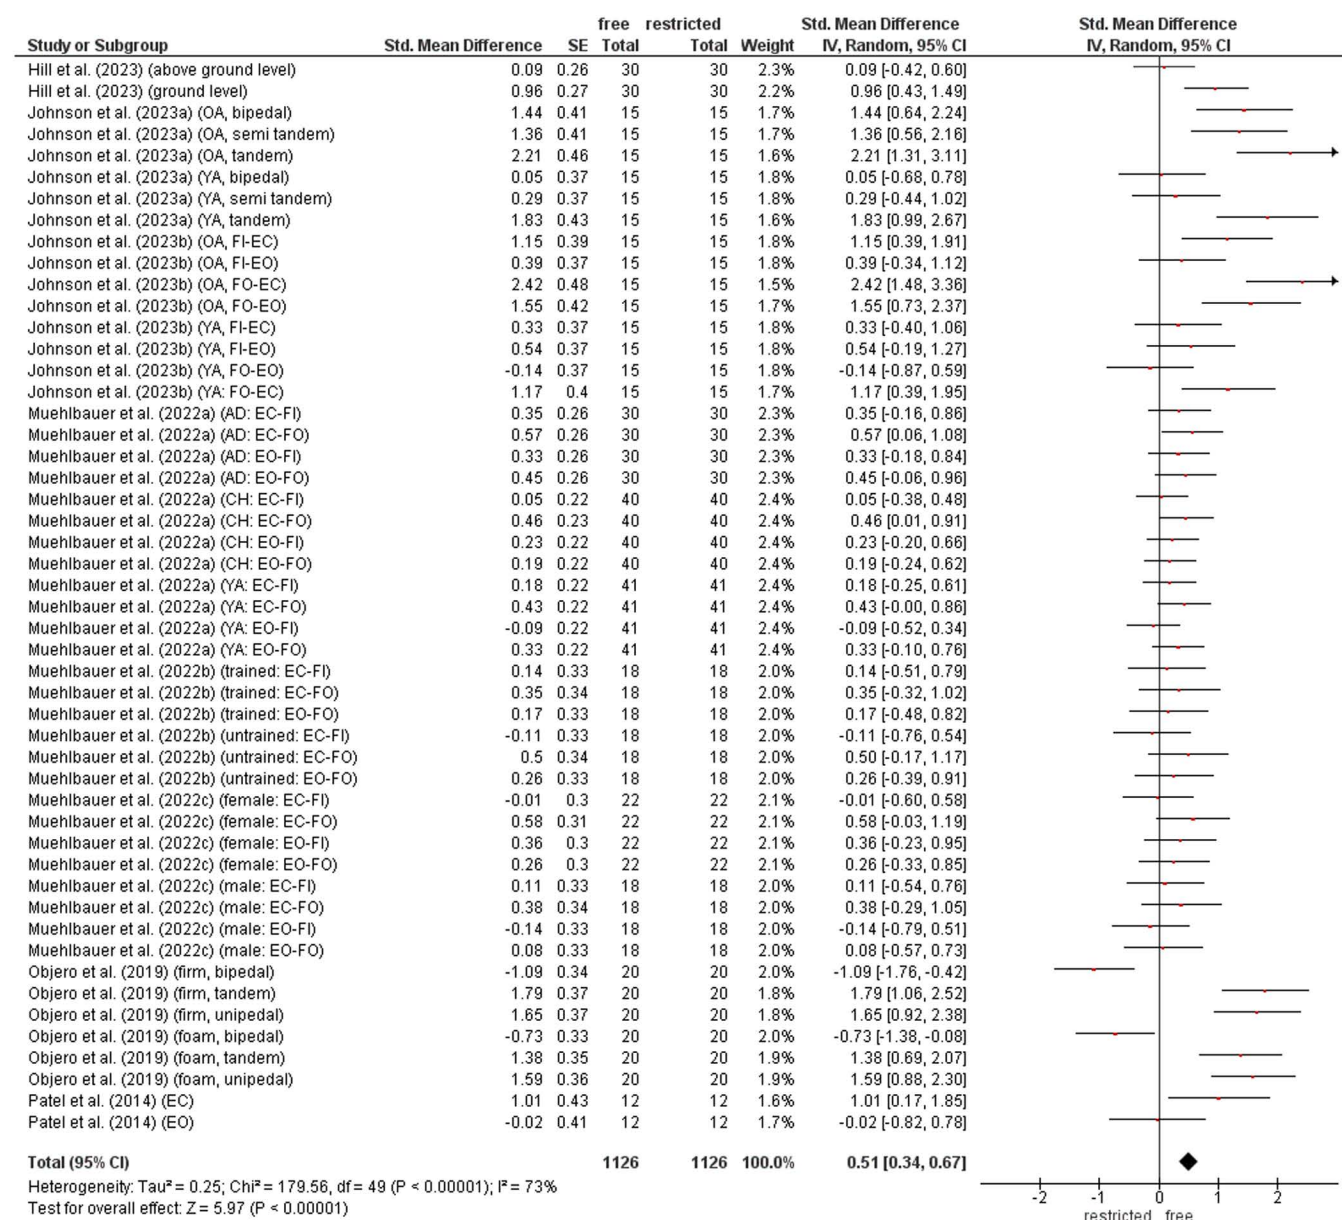 free restricted Std. Mean Difference Std. Mean Difference
Study or Subgroup Std. Mean Difference SE Total Total Weight IV, Random, 95% CI IV, Random, 95% CI
Hill et al. (2023) (above ground level) 0.09 0.26 30 30 2.3% 0.09 [-0.42, 0.60]
Hill et al. (2023) (ground level) 0.96 0.27 30 30 2.2% 0.96 [0.43, 1.49]
Johnson et al. (2023a) (OA, bipedal) 1.44 0.41 15 15 1.7% 1.44 [0.64, 2.24]
Johnson et al. (2023a) (OA, semi tandem) 1.36 0.41 15 15 1.7% 1.36 [0.56, 2.16]
Johnson et al. (2023a) (OA, tandem) 2.21 0.46 15 15 1.6% 2.21 [1.31, 3.11]
Johnson et al. (2023a) (YA, bipedal) 0.05 0.37 15 15 1.8% 0.05 [-0.68, 0.78]
Johnson et al. (2023a) (YA, semi tandem) 0.29 0.37 15 15 1.8% 0.29 [-0.44, 1.02]
Johnson et al. (2023a) (YA, tandem) 1.83 0.43 15 15 1.6% 1.83 [0.99, 2.67]
Johnson et al. (2023b) (OA, FI-EC) 1.15 0.39 15 15 1.8% 1.15 [0.39, 1.91]
Johnson et al. (2023b) (OA, FI-EO) 0.39 0.37 15 15 1.8% 0.39 [-0.34, 1.12]
Johnson et al. (2023b) (OA, FO-EC) 2.42 0.48 15 15 1.5% 2.42 [1.48, 3.36]
Johnson et al. (2023b) (OA, FO-EO) 1.55 0.42 15 15 1.7% 1.55 [0.73, 2.37]
Johnson et al. (2023b) (YA, FI-EC) 0.33 0.37 15 15 1.8% 0.33 [-0.40, 1.06]
Johnson et al. (2023b) (YA, FI-EO) 0.54 0.37 15 15 1.8% 0.54 [-0.19, 1.27]
Johnson et al. (2023b) (YA, FO-EO) -0.14 0.37 15 15 1.8% -0.14 [-0.87, 0.59]
Johnson et al. (2023b) (YA: FO-EC) 1.17 0.4 15 15 1.7% 1.17 [0.39, 1.95]
Muehlbauer et al. (2022a) (AD: EC-FI) 0.35 0.26 30 30 2.3% 0.35 [-0.16, 0.86]
Muehlbauer et al. (2022a) (AD: EC-FO) 0.57 0.26 30 30 2.3% 0.57 [0.06, 1.08]
Muehlbauer et al. (2022a) (AD: EO-FI) 0.33 0.26 30 30 2.3% 0.33 [-0.18, 0.84]
Muehlbauer et al. (2022a) (AD: EO-FO) 0.45 0.26 30 30 2.3% 0.45 [-0.06, 0.96]
Muehlbauer et al. (2022a) (CH: EC-FI) 0.05 0.22 40 40 2.4% 0.05 [-0.38, 0.48]
Muehlbauer et al. (2022a) (CH: EC-FO) 0.46 0.23 40 40 2.4% 0.46 [0.01, 0.91]
Muehlbauer et al. (2022a) (CH: EO-FI) 0.23 0.22 40 40 2.4% 0.23 [-0.20, 0.66]
Muehlbauer et al. (2022a) (CH: EO-FO) 0.19 0.22 40 40 2.4% 0.19 [-0.24, 0.62]
Muehlbauer et al. (2022a) (YA: EC-FI) 0.18 0.22 41 41 2.4% 0.18 [-0.25, 0.61]
Muehlbauer et al. (2022a) (YA: EC-FO) 0.43 0.22 41 41 2.4% 0.43 [-0.00, 0.86]
Muehlbauer et al. (2022a) (YA: EO-FI) -0.09 0.22 41 41 2.4% -0.09 [-0.52, 0.34]
Muehlbauer et al. (2022a) (YA: EO-FO) 0.33 0.22 41 41 2.4% 0.33 [-0.10, 0.76]
Muehlbauer et al. (2022b) (trained: EC-FI) 0.14 0.33 18 18 2.0% 0.14 [-0.51, 0.79]
Muehlbauer et al. (2022b) (trained: EC-FO) 0.35 0.34 18 18 2.0% 0.35 [-0.32, 1.02]
Muehlbauer et al. (2022b) (trained: EO-FO) 0.17 0.33 18 18 2.0% 0.17 [-0.48, 0.82]
Muehlbauer et al. (2022b) (untrained: EC-FI) -0.11 0.33 18 18 2.0% -0.11 [-0.76, 0.54]
Muehlbauer et al. (2022b) (untrained: EC-FO) 0.5 0.34 18 18 2.0% 0.50 [-0.17, 1.17]
Muehlbauer et al. (2022b) (untrained: EO-FO) 0.26 0.33 18 18 2.0% 0.26 [-0.39, 0.91]
Muehlbauer et al. (2022c) (female: EC-FI) -0.01 0.3 22 22 2.1% -0.01 [-0.60, 0.58]
Muehlbauer et al. (2022c) (female: EC-FO) 0.58 0.31 22 22 2.1% 0.58 [-0.03, 1.19]
Muehlbauer et al. (2022c) (female: EO-FI) 0.36 0.3 22 22 2.1% 0.36 [-0.23, 0.95]
Muehlbauer et al. (2022c) (female: EO-FO) 0.26 0.3 22 22 2.1% 0.26 [-0.33, 0.85]
Muehlbauer et al. (2022c) (male: EC-FI) 0.11 0.33 18 18 2.0% 0.11 [-0.54, 0.76]
Muehlbauer et al. (2022c) (male: EC-FO) 0.38 0.34 18 18 2.0% 0.38 [-0.29, 1.05]
Muehlbauer et al. (2022c) (male: EO-FI) -0.14 0.33 18 18 2.0% -0.14 [-0.79, 0.51]
Muehlbauer et al. (2022c) (male: EO-FO) 0.08 0.33 18 18 2.0% 0.08 [-0.57, 0.73]
Objero et al. (2019) (firm, bipedal) -1.09 0.34 20 20 2.0% -1.09 [-1.76, -0.42]
Objero et al. (2019) (firm, tandem) 1.79 0.37 20 20 1.8% 1.79 [1.06, 2.52]
Objero et al. (2019) (firm, unipedal) 1.65 0.37 20 20 1.8% 1.65 [0.92, 2.38]
Objero et al. (2019) (foam, bipedal) -0.73 0.33 20 20 2.0% -0.73 [-1.38, -0.08]
Objero et al. (2019) (foam, tandem) 1.38 0.35 20 20 1.9% 1.38 [0.69, 2.07]
Objero et al. (2019) (foam, unipedal) 1.59 0.36 20 20 1.9% 1.59 [0.88, 2.30]
Patel et al. (2014) (EC) 1.01 0.43 12 12 1.6% 1.01 [0.17, 1.85]
Patel et al. (2014) (EO) -0.02 0.41 12 12 1.7% -0.02 [-0.82, 0.78]
Total (95% CI) 1126 1126 100.0% 0.51 [0.34, 0.67]
Heterogeneity: Tau² = 0.25; Chi² = 179.56, df = 49 (P < 0.00001); I² = 73%
Test for overall effect: Z = 5.97 (P < 0.00001)
-2 -1 0 1 2
restricted free